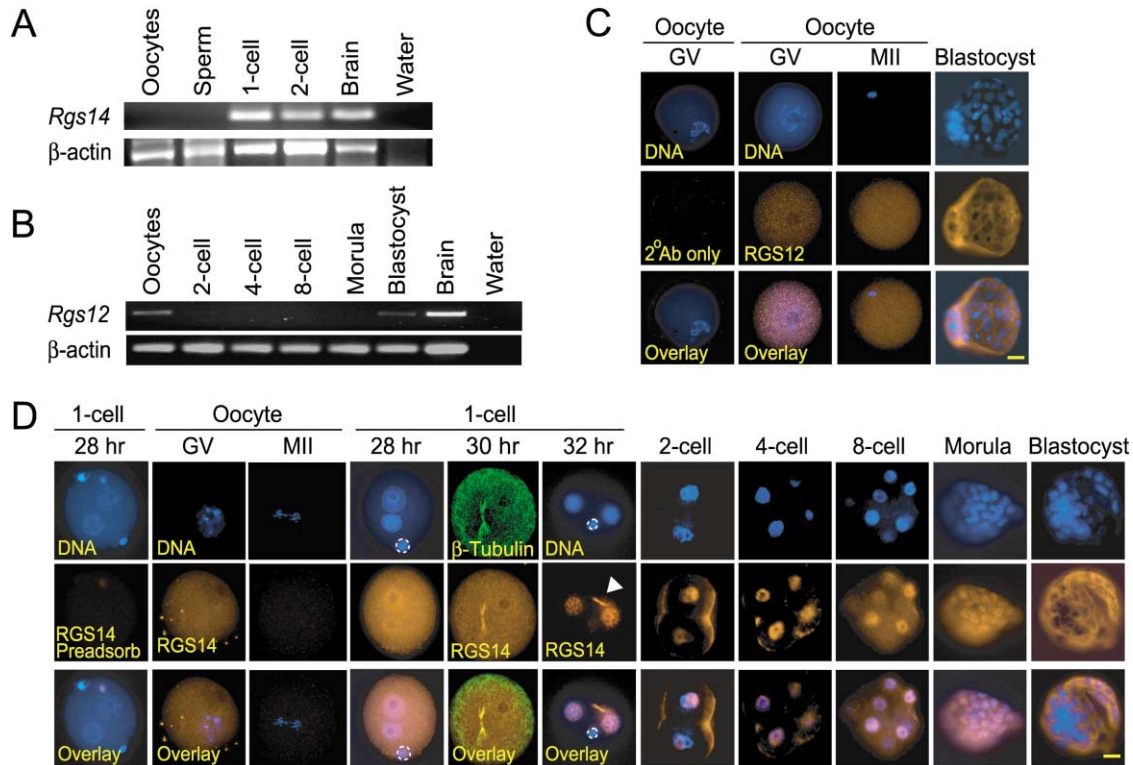 A
Oocytes
Sperm
1-cell
2-cell
Brain
Water
Rgs14
β-actin
B
Oocytes
2-cell
4-cell
8-cell
Morula
Blastocyst
Brain
Water
Rgs12
β-actin
C
Oocyte Oocyte
GV GV MII Blastocyst
DNA DNA
2°Ab only RGS12
Overlay Overlay
D
1-cell Oocyte 1-cell
28 hr GV MII 28 hr 30 hr 32 hr 2-cell 4-cell 8-cell Morula Blastocyst
DNA DNA β-Tubulin DNA
RGS14
Preadsorb RGS14 RGS14 RGS14
Overlay Overlay Overlay Overlay